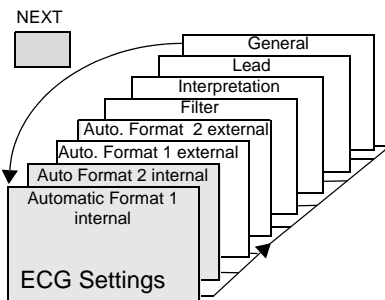 NEXT
General
Lead
Interpretation
Filter
Auto. Format 2 external
Auto. Format 1 external
Auto Format 2 internal
Automatic Format 1
internal
ECG Settings